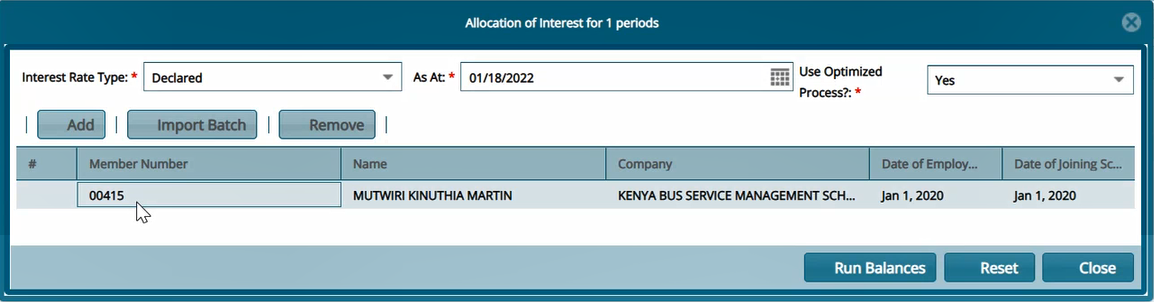 Allocation of Interest for 1 periods
Interest Rate Type: * Declared As At: * 01/18/2022 Use Optimized Process?: * Yes
Add Import Batch Remove
# Member Number Name Company Date of Employ... Date of Joining Sc...
00415 MUTWIRI KINUTHIA MARTIN KENYA BUS SERVICE MANAGEMENT SCH... Jan 1, 2020 Jan 1, 2020
Run Balances Reset Close